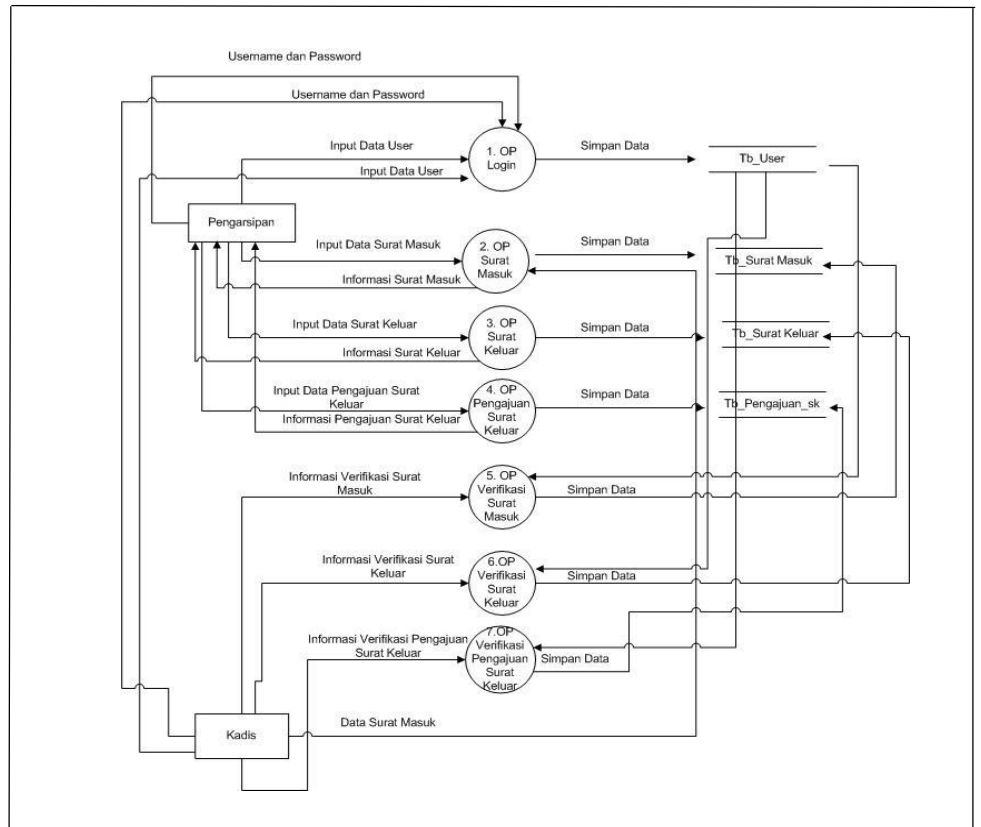 Username dan Password
Username dan Password
Input Data User
Input Data User
1. OP
Login
Simpan Data
Tb_User
Pengarsipan
Input Data Surat Masuk
Informasi Surat Masuk
2. OP
Surat
Masuk
Simpan Data
Tb_Surat Masuk
Input Data Surat Keluar
Informasi Surat Keluar
3. OP
Surat
Keluar
Simpan Data
Tb_Surat Keluar
Input Data Pengajuan Surat
Keluar
Informasi Pengajuan Surat Keluar
4. OP
Pengajuan
Surat
Keluar
Simpan Data
Tb_Pengajuan_sk
Informasi Verifikasi Surat
Masuk
5. OP
Verifikasi
Surat
Masuk
Simpan Data
Informasi Verifikasi Surat
Keluar
6.OP
Verifikasi
Surat
Keluar
Simpan Data
Informasi Verifikasi Pengajuan
Surat Keluar
7.OP
Verifikasi
Pengajuan
Surat
Keluar
Simpan Data
Kadis
Data Surat Masuk